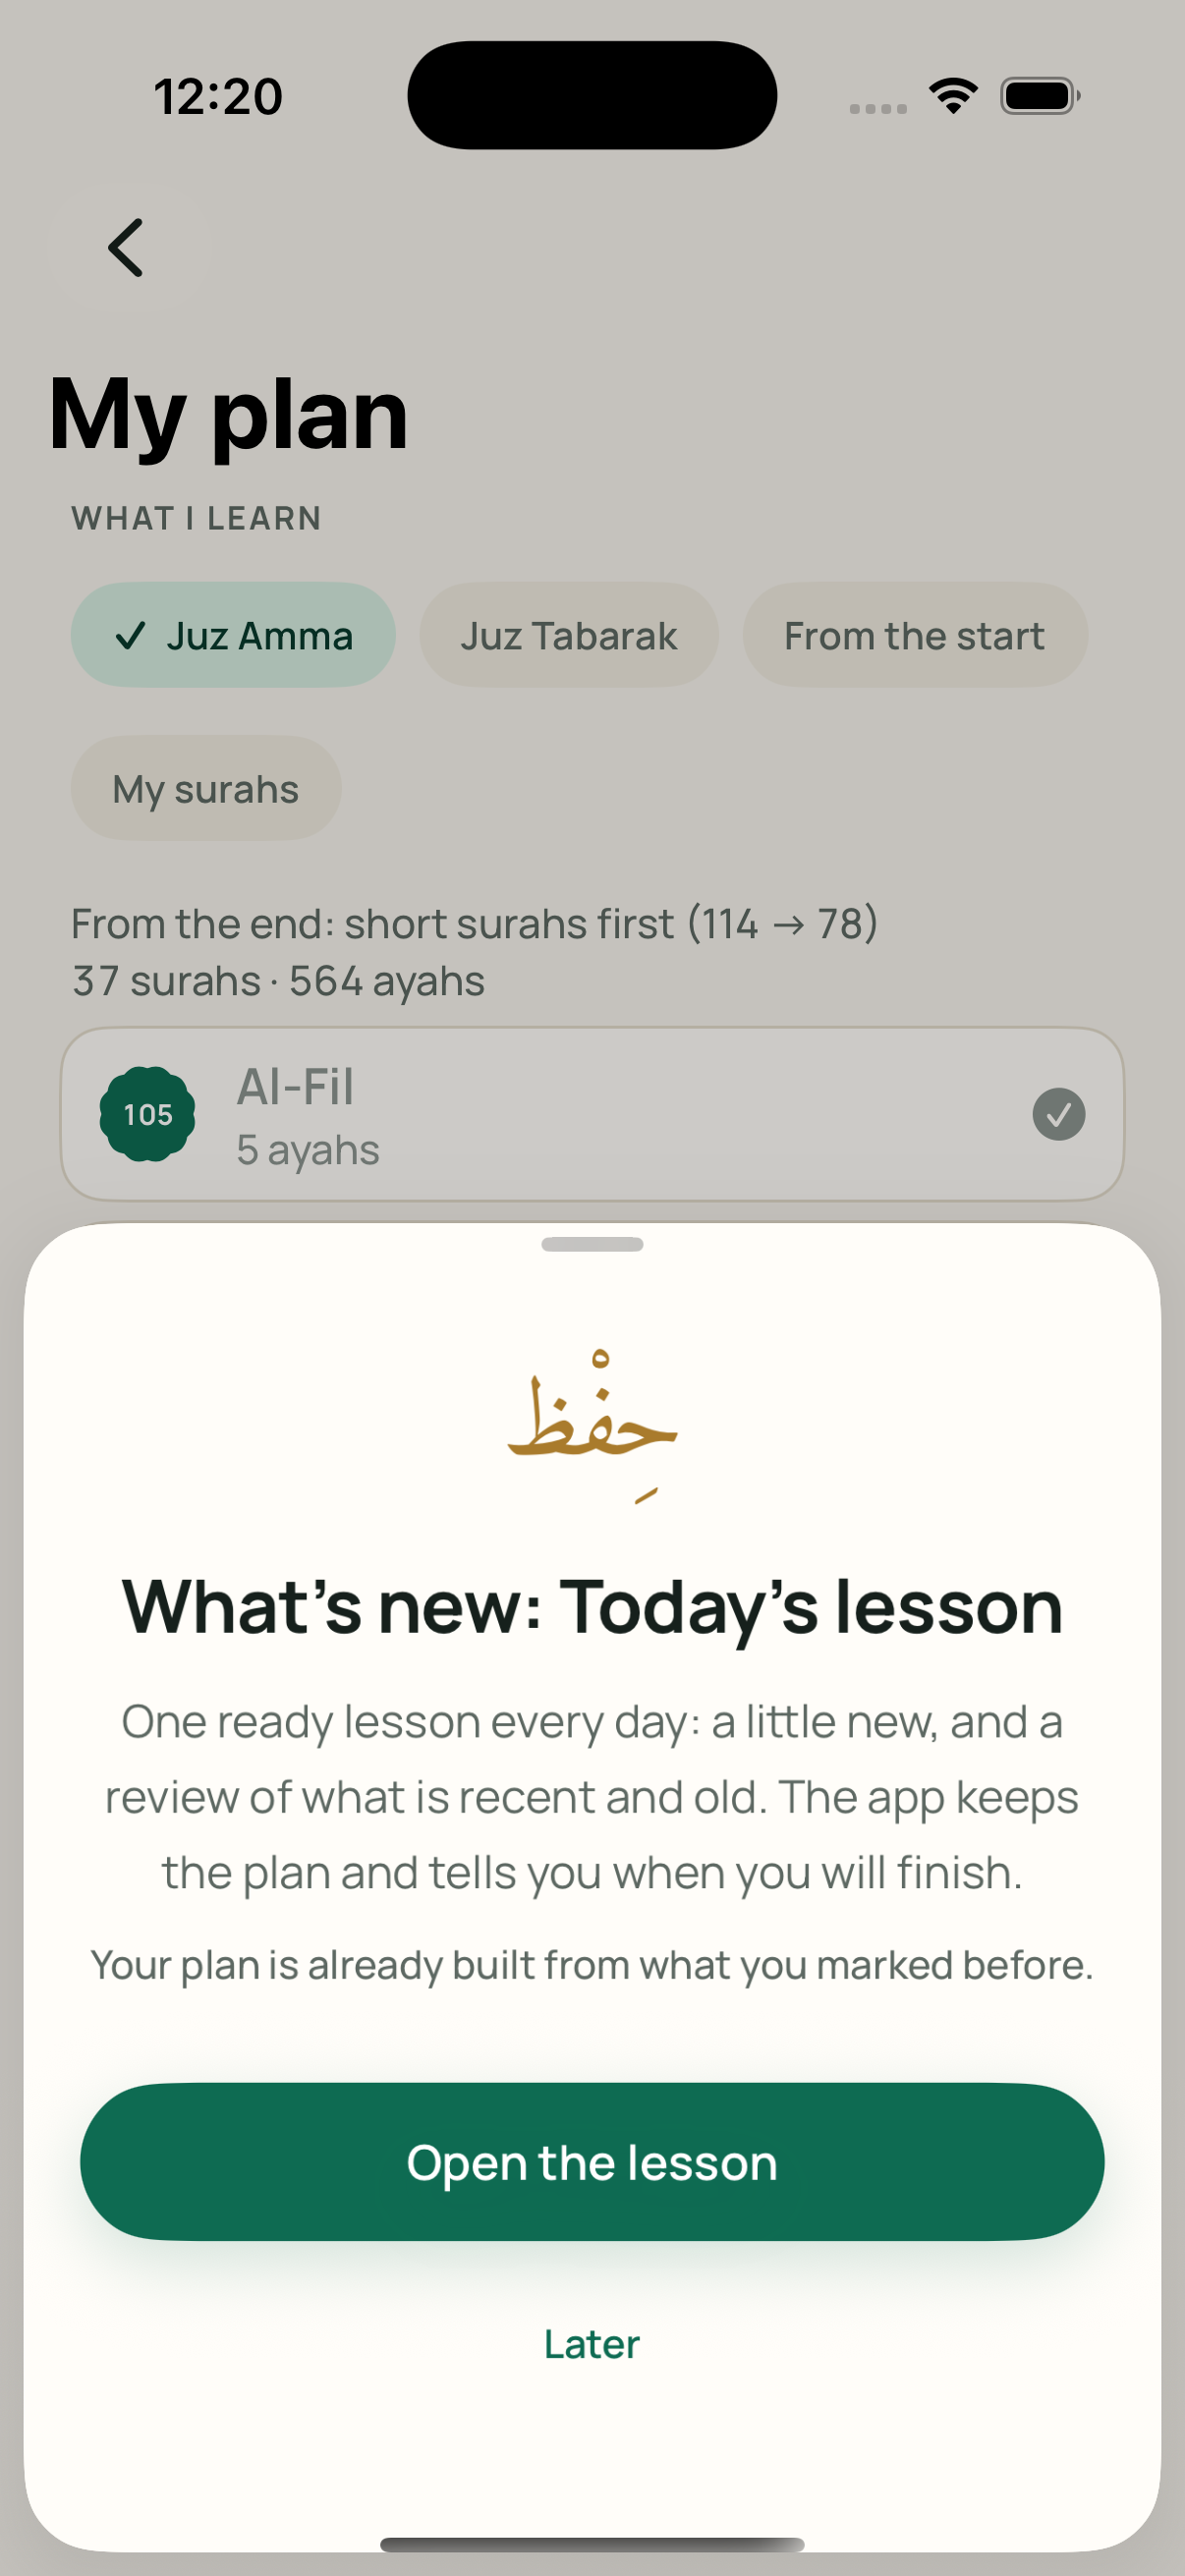 12:20
My plan
WHAT I LEARN
Juz Amma
Juz Tabarak
From the start
My surahs
From the end: short surahs first (114 → 78)
37 surahs · 564 ayahs
105
Al-Fil
5 ayahs
حِفْظ
What’s new: Today’s lesson
One ready lesson every day: a little new, and a
review of what is recent and old. The app keeps
the plan and tells you when you will finish.
Your plan is already built from what you marked before.
Open the lesson
Later